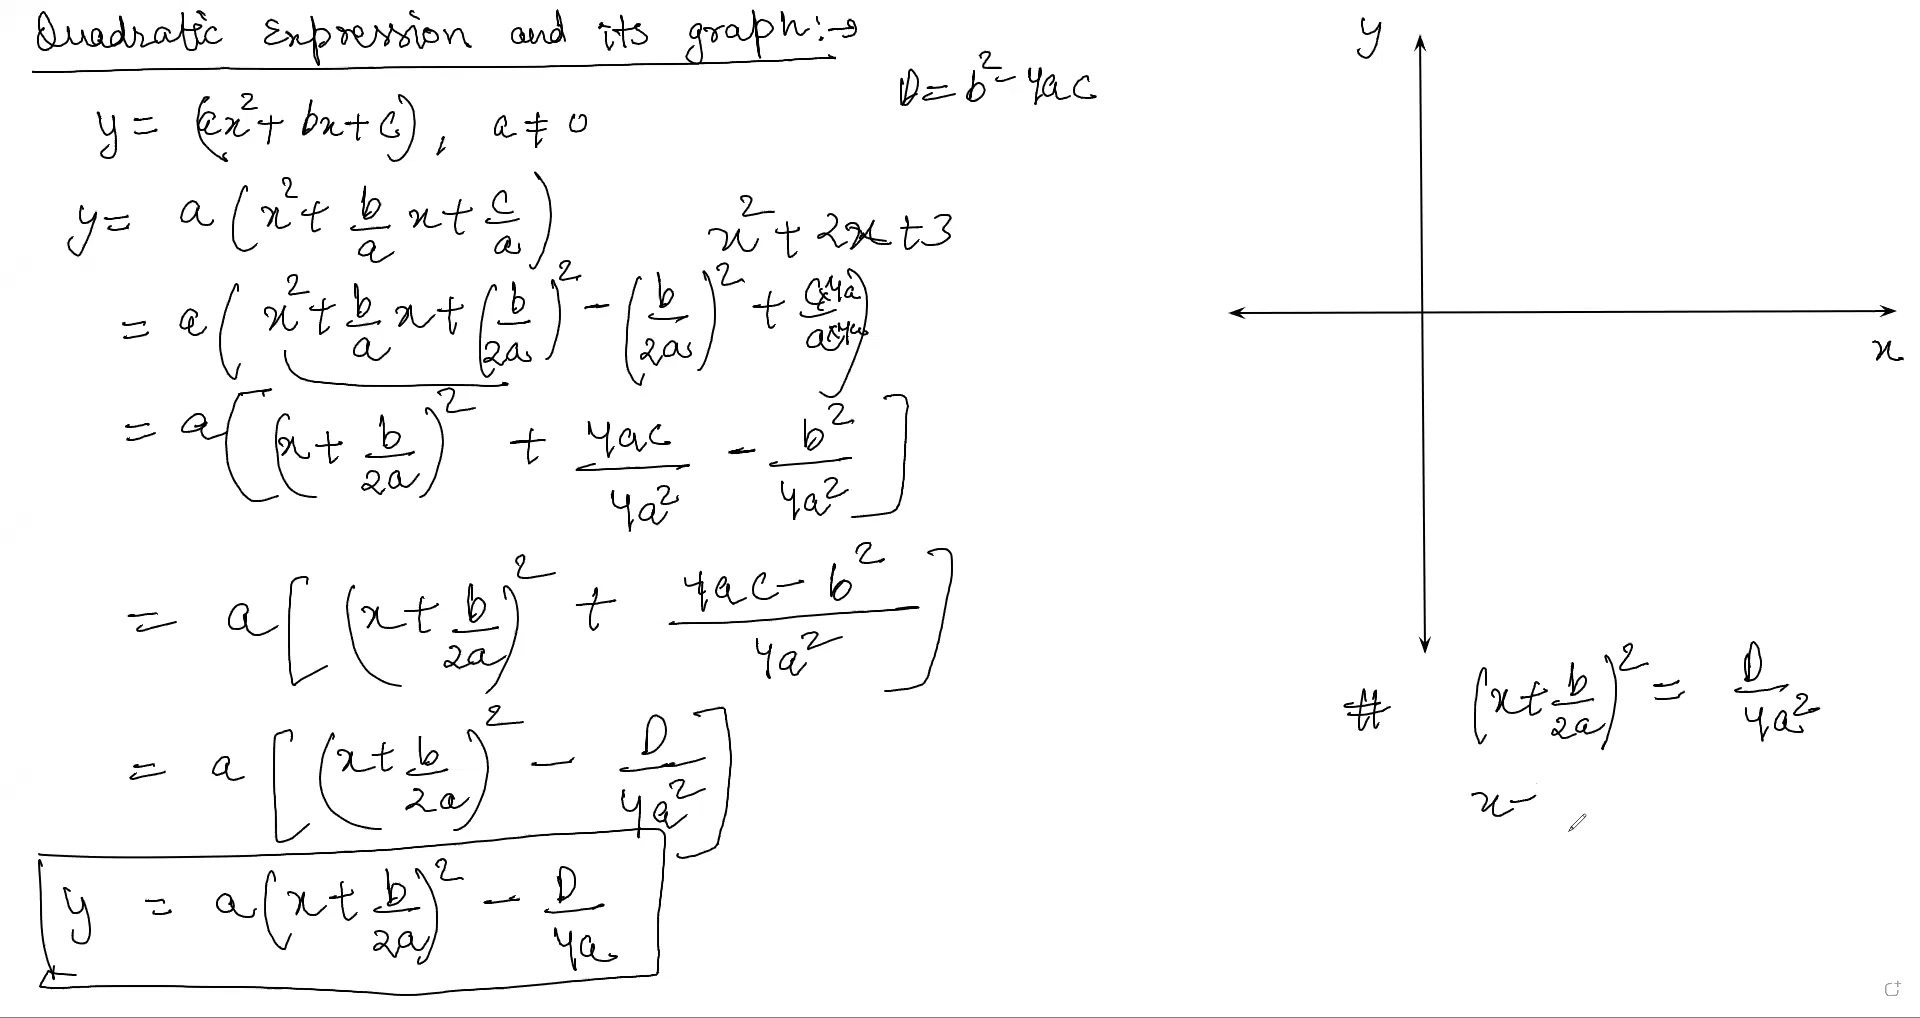 Quadratic Expression and its graph:→
D = b² - 4ac
y = (ax² + bx + c), a ≠ 0
y = a (x² + b/a x + c/a)
x² + 2x + 3
= a (x² + b/a x + (b/2a)² - (b/2a)² + c×4a/a×4a)
= a [(x + b/2a)² + 4ac/4a² - b²/4a²]
= a [(x + b/2a)² + 4ac - b²/4a²]
= a [(x + b/2a)² - D/4a²]
y = a(x + b/2a)² - D/4a
y
x
# (x + b/2a)² = D/4a²
x -